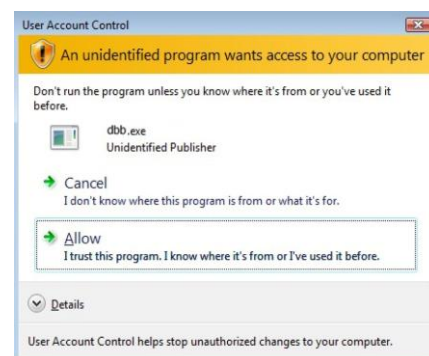 User Account Control
An unidentified program wants access to your computer
Don't run the program unless you know where it's from or you've used it
before.
dbb.exe
Unidentified Publisher
Cancel
I don't know where this program is from or what it's for.
Allow
I trust this program. I know where it's from or I've used it before.
Details
User Account Control helps stop unauthorized changes to your computer.